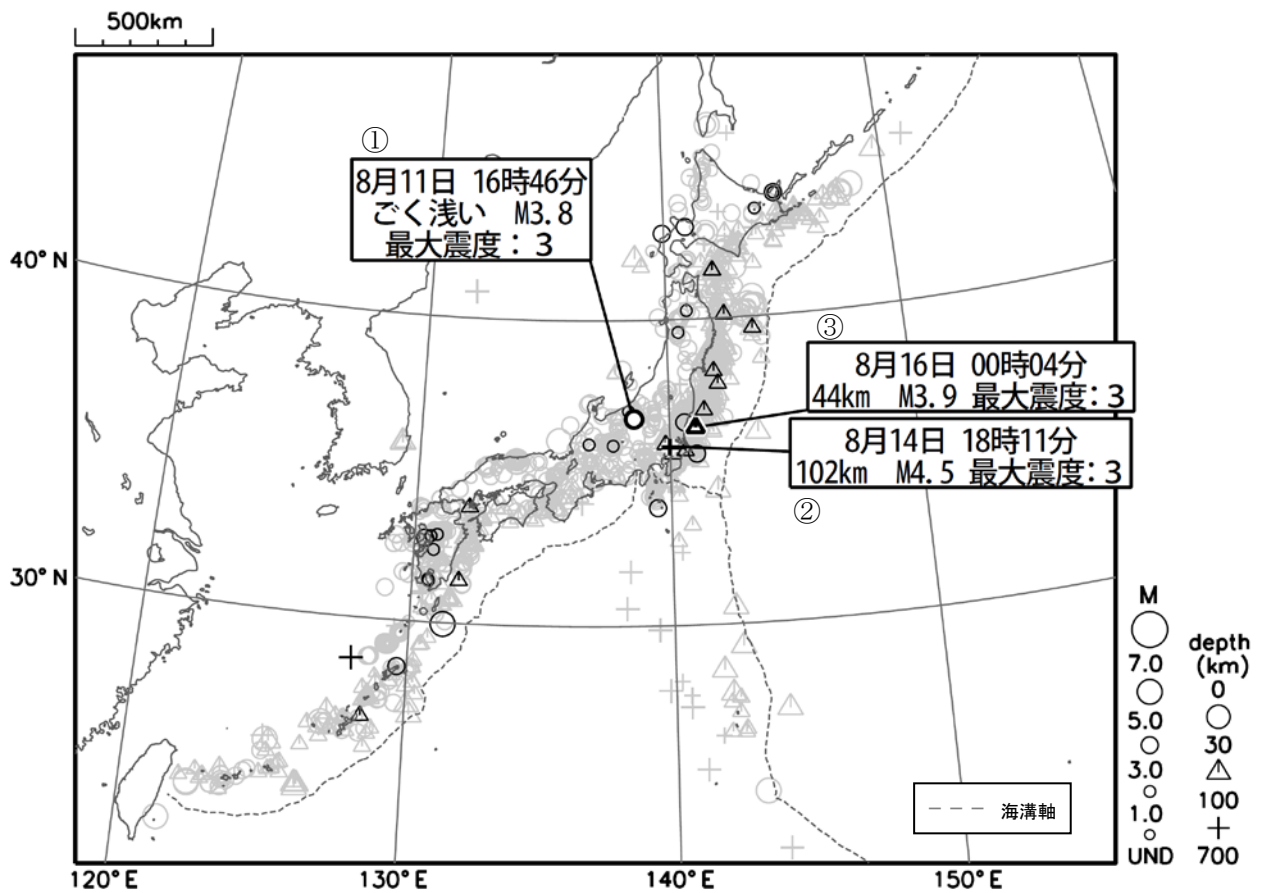 500km
①
8月11日 16時46分
ごく浅い M3.8
最大震度：３
40°N
③
8月16日 00時04分
44km M3.9 最大震度：３
8月14日 18時11分
102km M4.5 最大震度：３
②
30°N
M
7.0
5.0
3.0
1.0
UND
depth
(km)
0
30
100
700
海溝軸
120°E
130°E
140°E
150°E